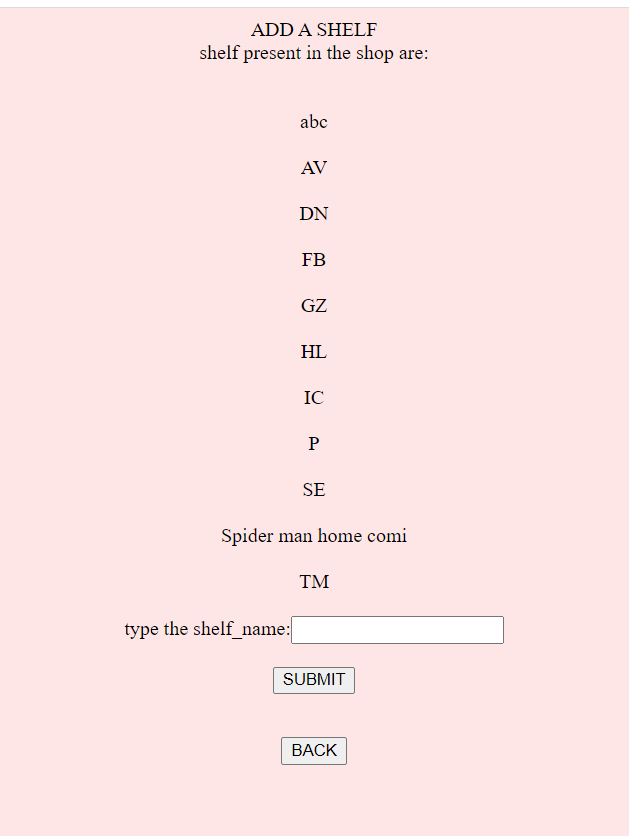 ADD A SHELF
shelf present in the shop are:
abc
AV
DN
FB
GZ
HL
IC
P
SE
Spider man home comi
TM
type the shelf_name:
SUBMIT
BACK